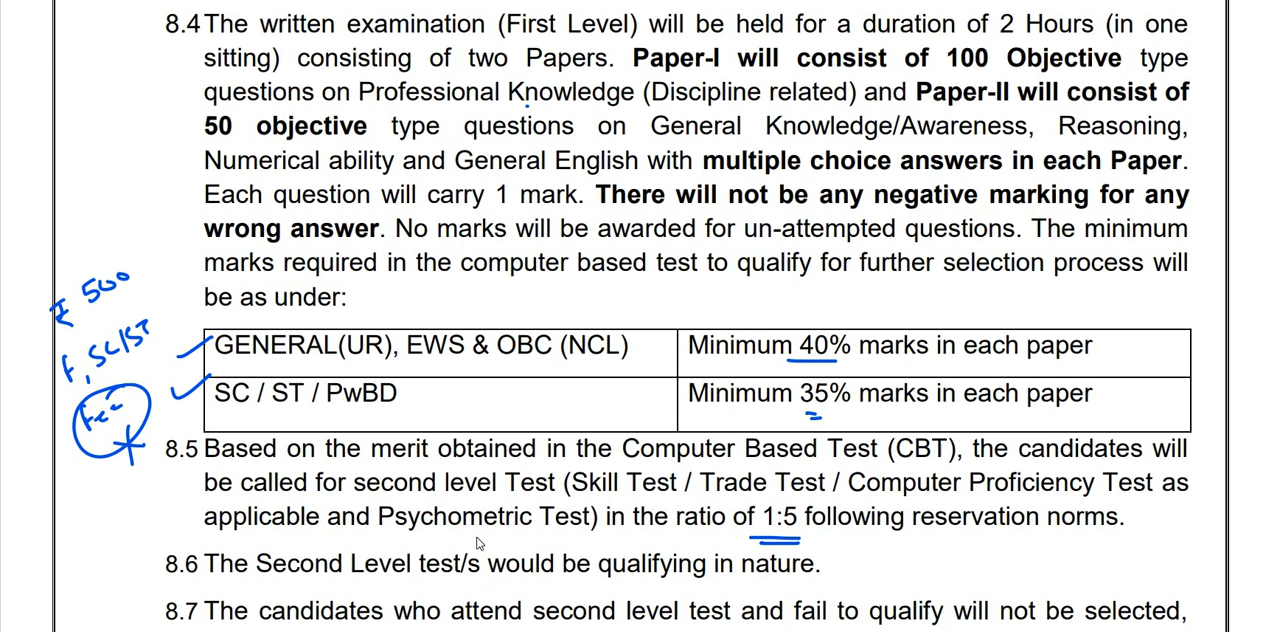 8.4 The written examination (First Level) will be held for a duration of 2 Hours (in one
sitting) consisting of two Papers. Paper-I will consist of 100 Objective type
questions on Professional Knowledge (Discipline related) and Paper-II will consist of
50 objective type questions on General Knowledge/Awareness, Reasoning,
Numerical ability and General English with multiple choice answers in each Paper.
Each question will carry 1 mark. There will not be any negative marking for any
wrong answer. No marks will be awarded for un-attempted questions. The minimum
marks required in the computer based test to qualify for further selection process will
be as under:
₹ 500
F, SC/ST
Free
GENERAL(UR), EWS & OBC (NCL) Minimum 40% marks in each paper
SC / ST / PwBD Minimum 35% marks in each paper
8.5 Based on the merit obtained in the Computer Based Test (CBT), the candidates will
be called for second level Test (Skill Test / Trade Test / Computer Proficiency Test as
applicable and Psychometric Test) in the ratio of 1:5 following reservation norms.
8.6 The Second Level test/s would be qualifying in nature.
8.7 The candidates who attend second level test and fail to qualify will not be selected,